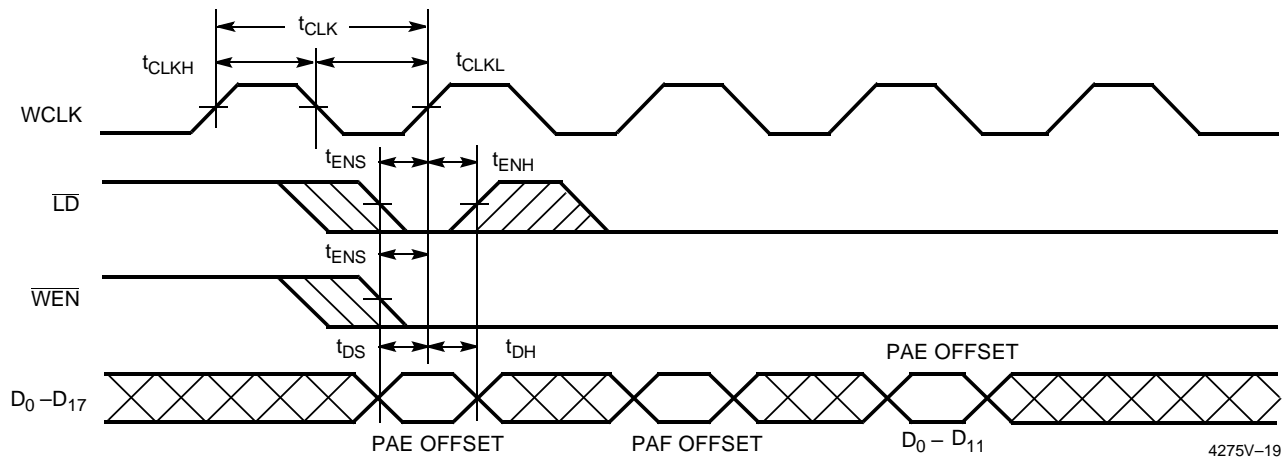 tCLK
tCLKH
tCLKL
WCLK
tENS
tENH
LD
tENS
WEN
tDS
tDH
PAE OFFSET
D0 –D17
PAE OFFSET
PAF OFFSET
D0 – D11
4275V–19